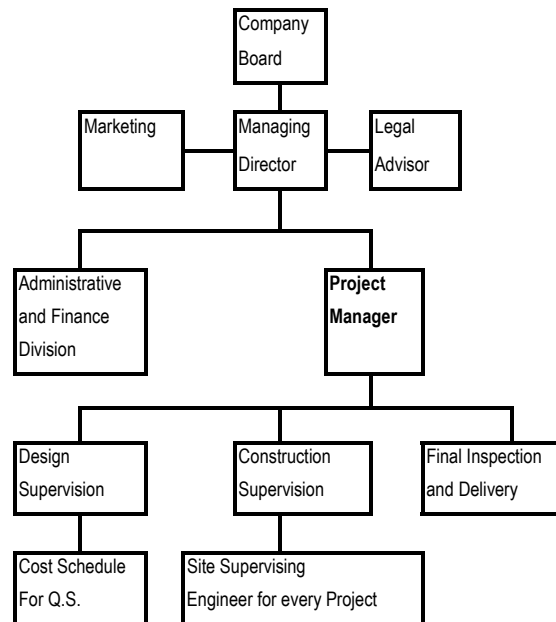 Company
Board
Marketing
Managing
Director
Legal
Advisor
Administrative
and Finance
Division
Project
Manager
Design
Supervision
Construction
Supervision
Final Inspection
and Delivery
Cost Schedule
For Q.S.
Site Supervising
Engineer for every Project